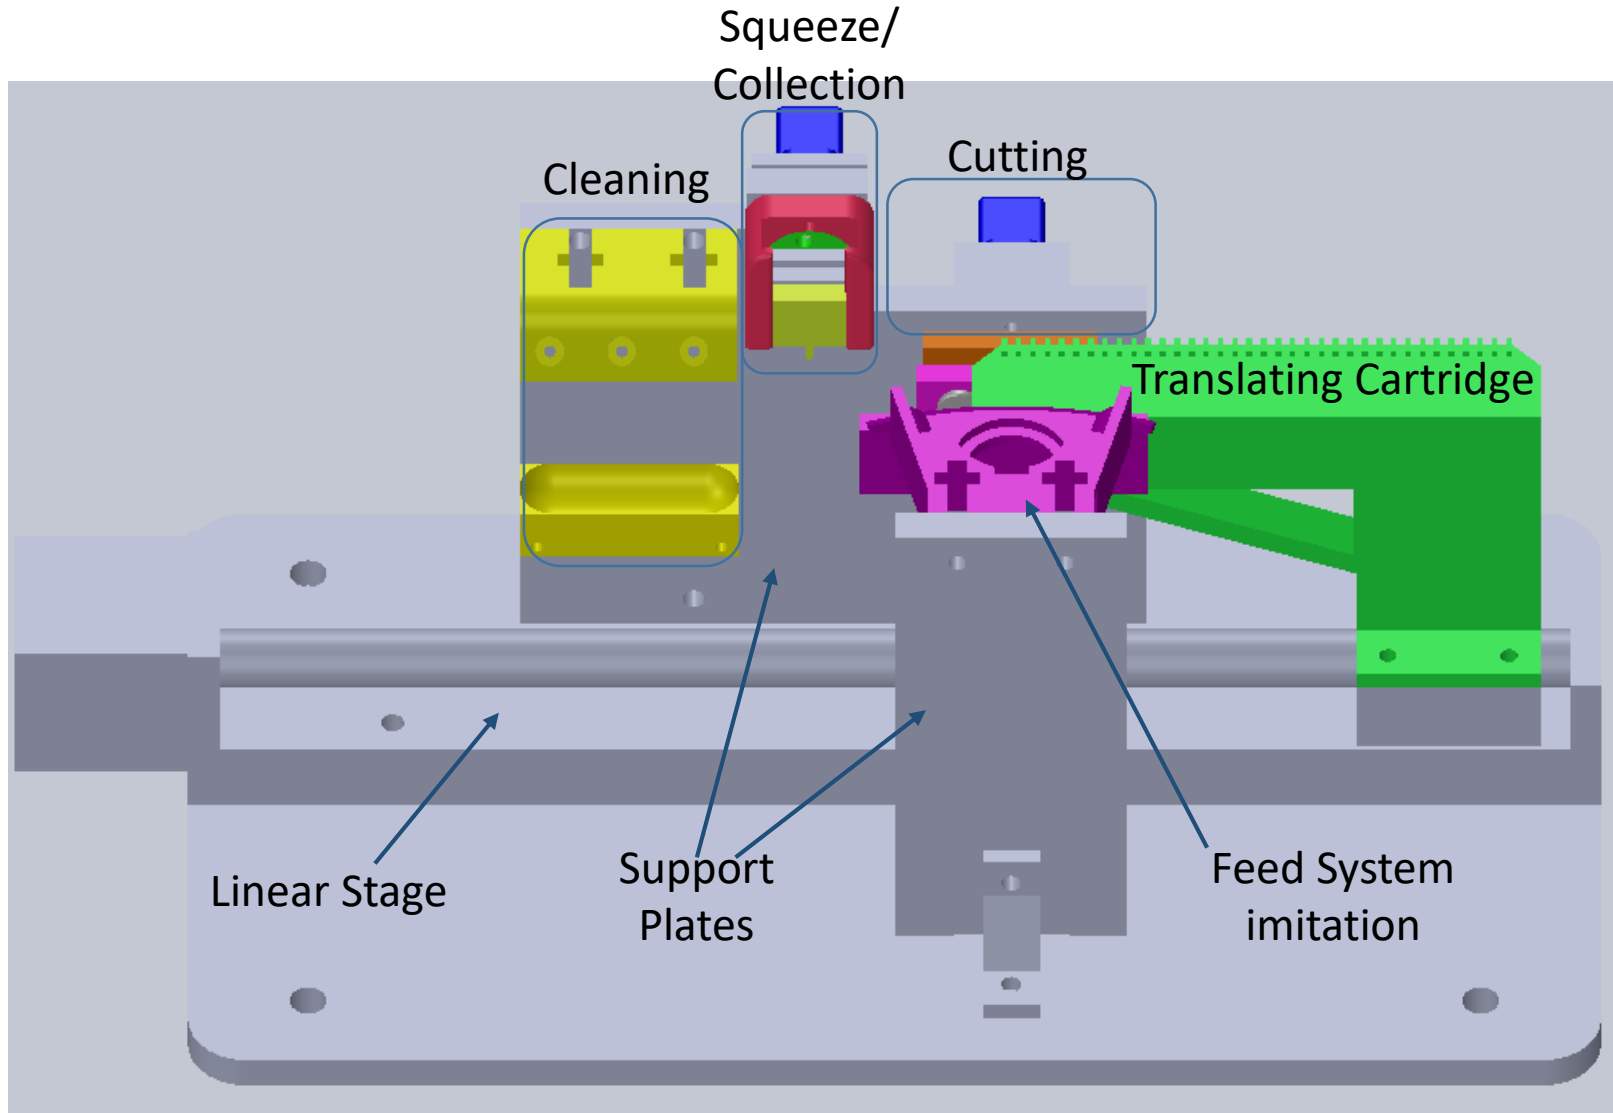 Squeeze/
Collection
Cutting
Cleaning
Translating Cartridge
Linear Stage
Support
Plates
Feed System
imitation